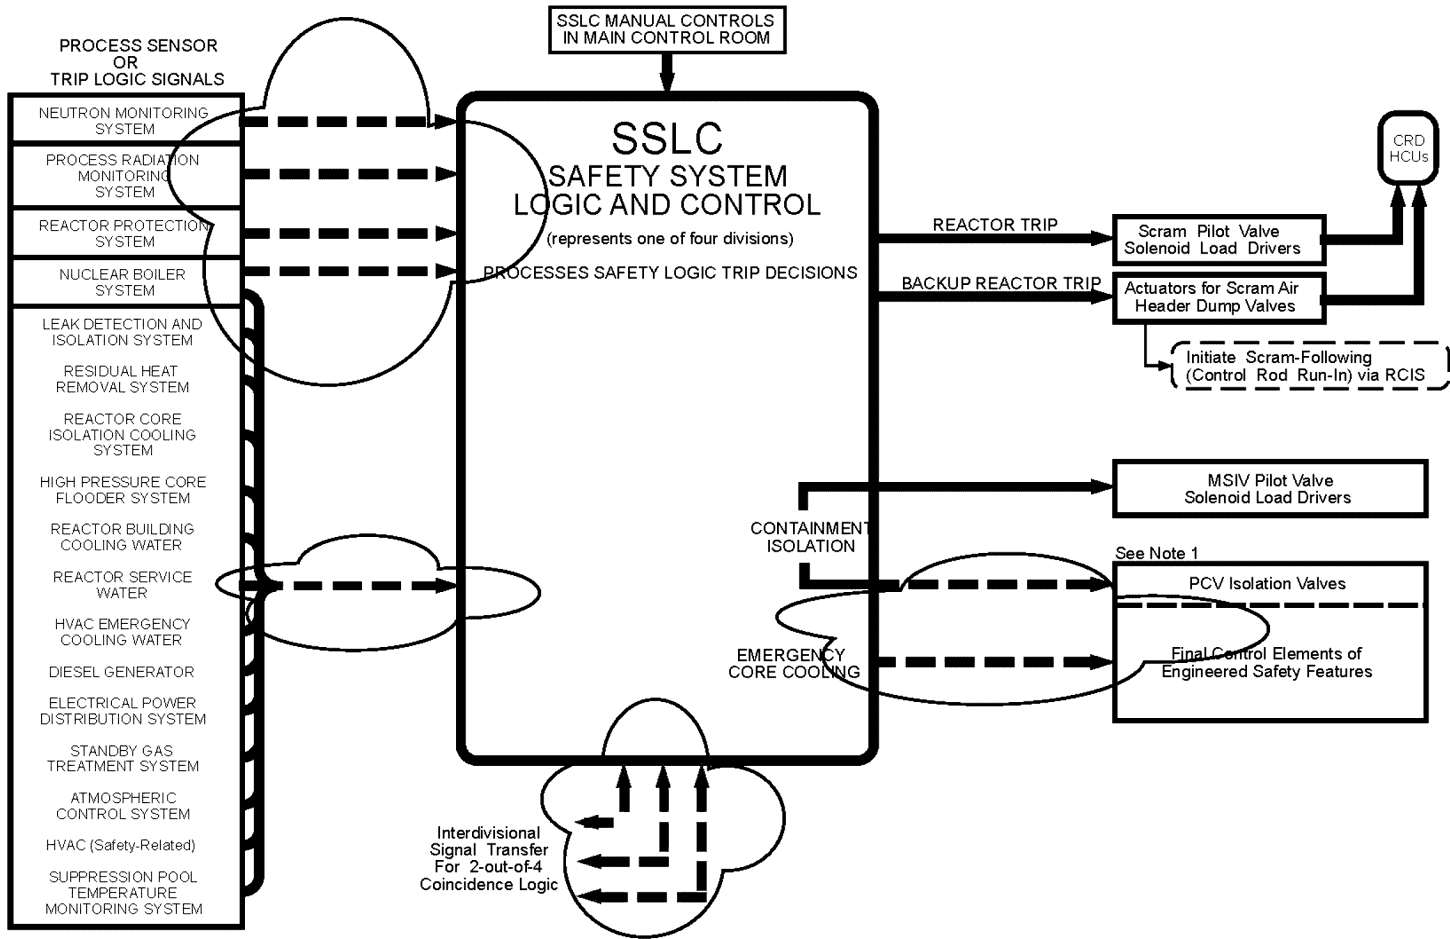 SSLC MANUAL CONTROLS
IN MAIN CONTROL ROOM
PROCESS SENSOR
OR
TRIP LOGIC SIGNALS
NEUTRON MONITORING
SYSTEM
PROCESS RADIATION
MONITORING
SYSTEM
REACTOR PROTECTION
SYSTEM
NUCLEAR BOILER
SYSTEM
LEAK DETECTION AND
ISOLATION SYSTEM
RESIDUAL HEAT
REMOVAL SYSTEM
REACTOR CORE
ISOLATION COOLING
SYSTEM
HIGH PRESSURE CORE
FLOODER SYSTEM
REACTOR BUILDING
COOLING WATER
REACTOR SERVICE
WATER
HVAC EMERGENCY
COOLING WATER
DIESEL GENERATOR
ELECTRICAL POWER
DISTRIBUTION SYSTEM
STANDBY GAS
TREATMENT SYSTEM
ATMOSPHERIC
CONTROL SYSTEM
HVAC (Safety-Related)
SUPPRESSION POOL
TEMPERATURE
MONITORING SYSTEM
SSLC
SAFETY SYSTEM
LOGIC AND CONTROL
(represents one of four divisions)
PROCESSES SAFETY LOGIC TRIP DECISIONS
CONTAINMENT
ISOLATION
EMERGENCY
CORE COOLING
Interdivisional
Signal Transfer
For 2-out-of-4
Coincidence Logic
REACTOR TRIP
BACKUP REACTOR TRIP
CRD
HCUs
Scram Pilot Valve
Solenoid Load Drivers
Actuators for Scram Air
Header Dump Valves
Initiate Scram-Following
(Control Rod Run-In) via RCIS
MSIV Pilot Valve
Solenoid Load Drivers
See Note 1
PCV Isolation Valves
Final Control Elements of
Engineered Safety Features